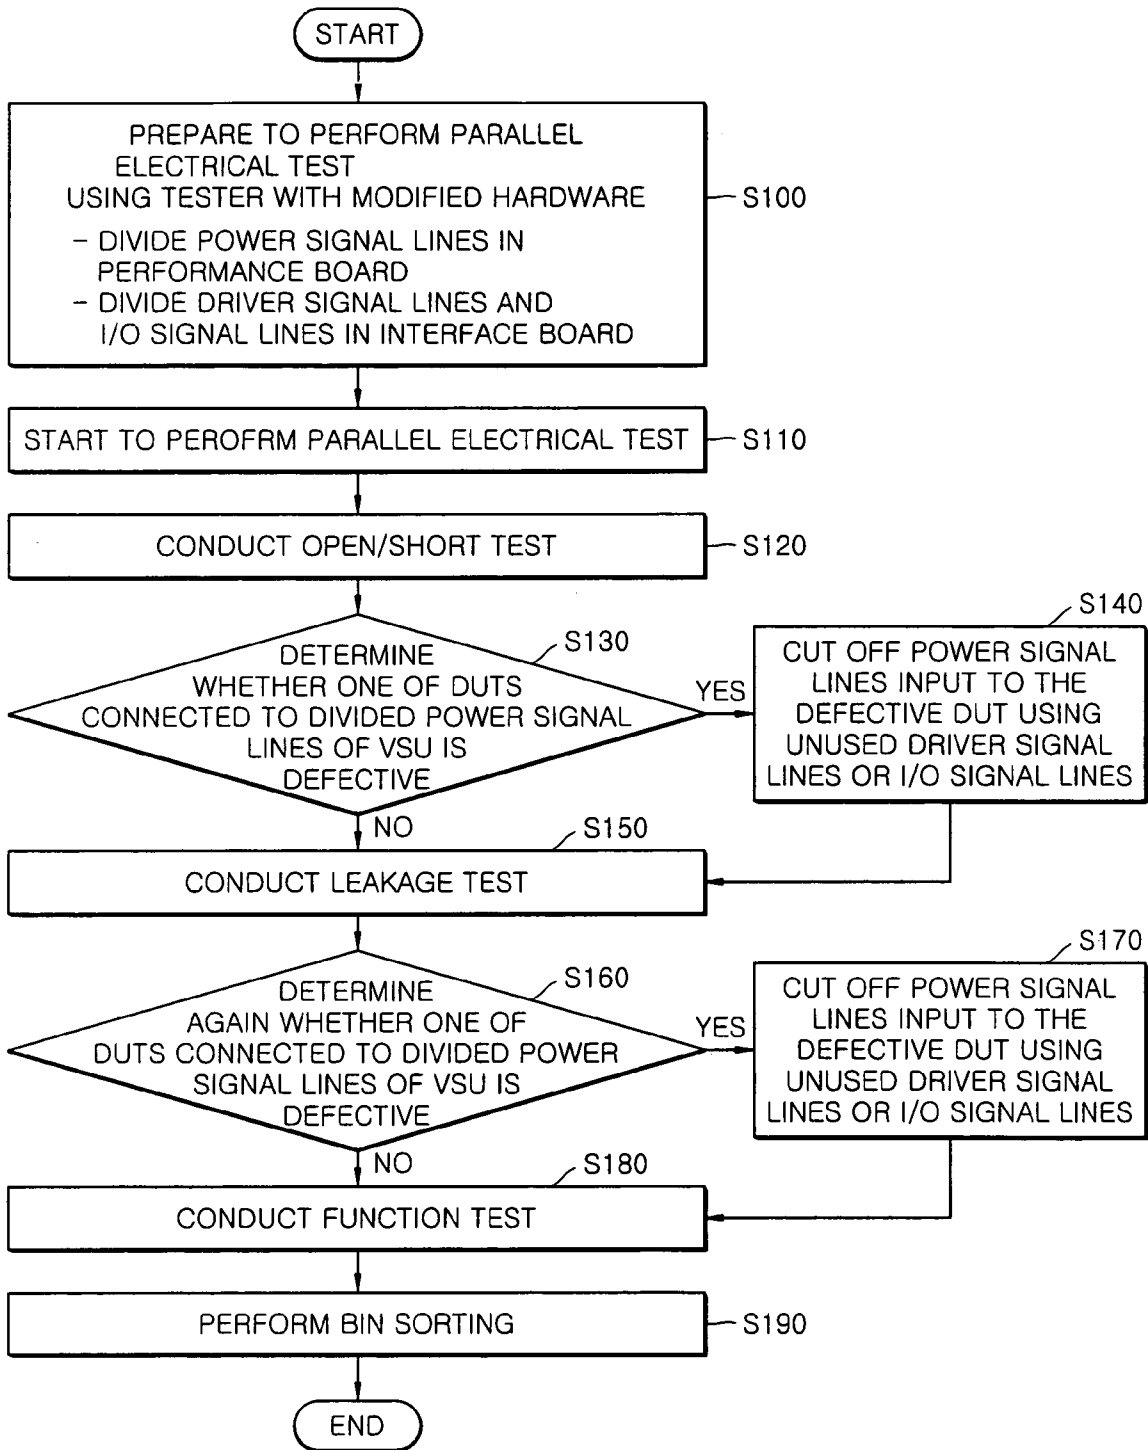 START
PREPARE TO PERFORM PARALLEL
ELECTRICAL TEST
USING TESTER WITH MODIFIED HARDWARE
- DIVIDE POWER SIGNAL LINES IN
PERFORMANCE BOARD
- DIVIDE DRIVER SIGNAL LINES AND
I/O SIGNAL LINES IN INTERFACE BOARD
S100
START TO PEROFRM PARALLEL ELECTRICAL TEST
S110
CONDUCT OPEN/SHORT TEST
S120
DETERMINE
WHETHER ONE OF DUTS
CONNECTED TO DIVIDED POWER SIGNAL
LINES OF VSU IS
DEFECTIVE
S130
YES
NO
S140
CUT OFF POWER SIGNAL
LINES INPUT TO THE
DEFECTIVE DUT USING
UNUSED DRIVER SIGNAL
LINES OR I/O SIGNAL LINES
S150
CONDUCT LEAKAGE TEST
DETERMINE
AGAIN WHETHER ONE OF
DUTS CONNECTED TO DIVIDED POWER
SIGNAL LINES OF VSU IS
DEFECTIVE
S160
YES
NO
S170
CUT OFF POWER SIGNAL
LINES INPUT TO THE
DEFECTIVE DUT USING
UNUSED DRIVER SIGNAL
LINES OR I/O SIGNAL LINES
S180
CONDUCT FUNCTION TEST
PERFORM BIN SORTING
S190
END